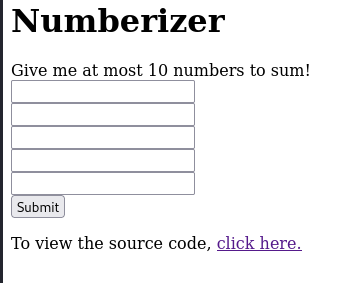 Numberizer
Give me at most 10 numbers to sum!
Submit
To view the source code, click here.